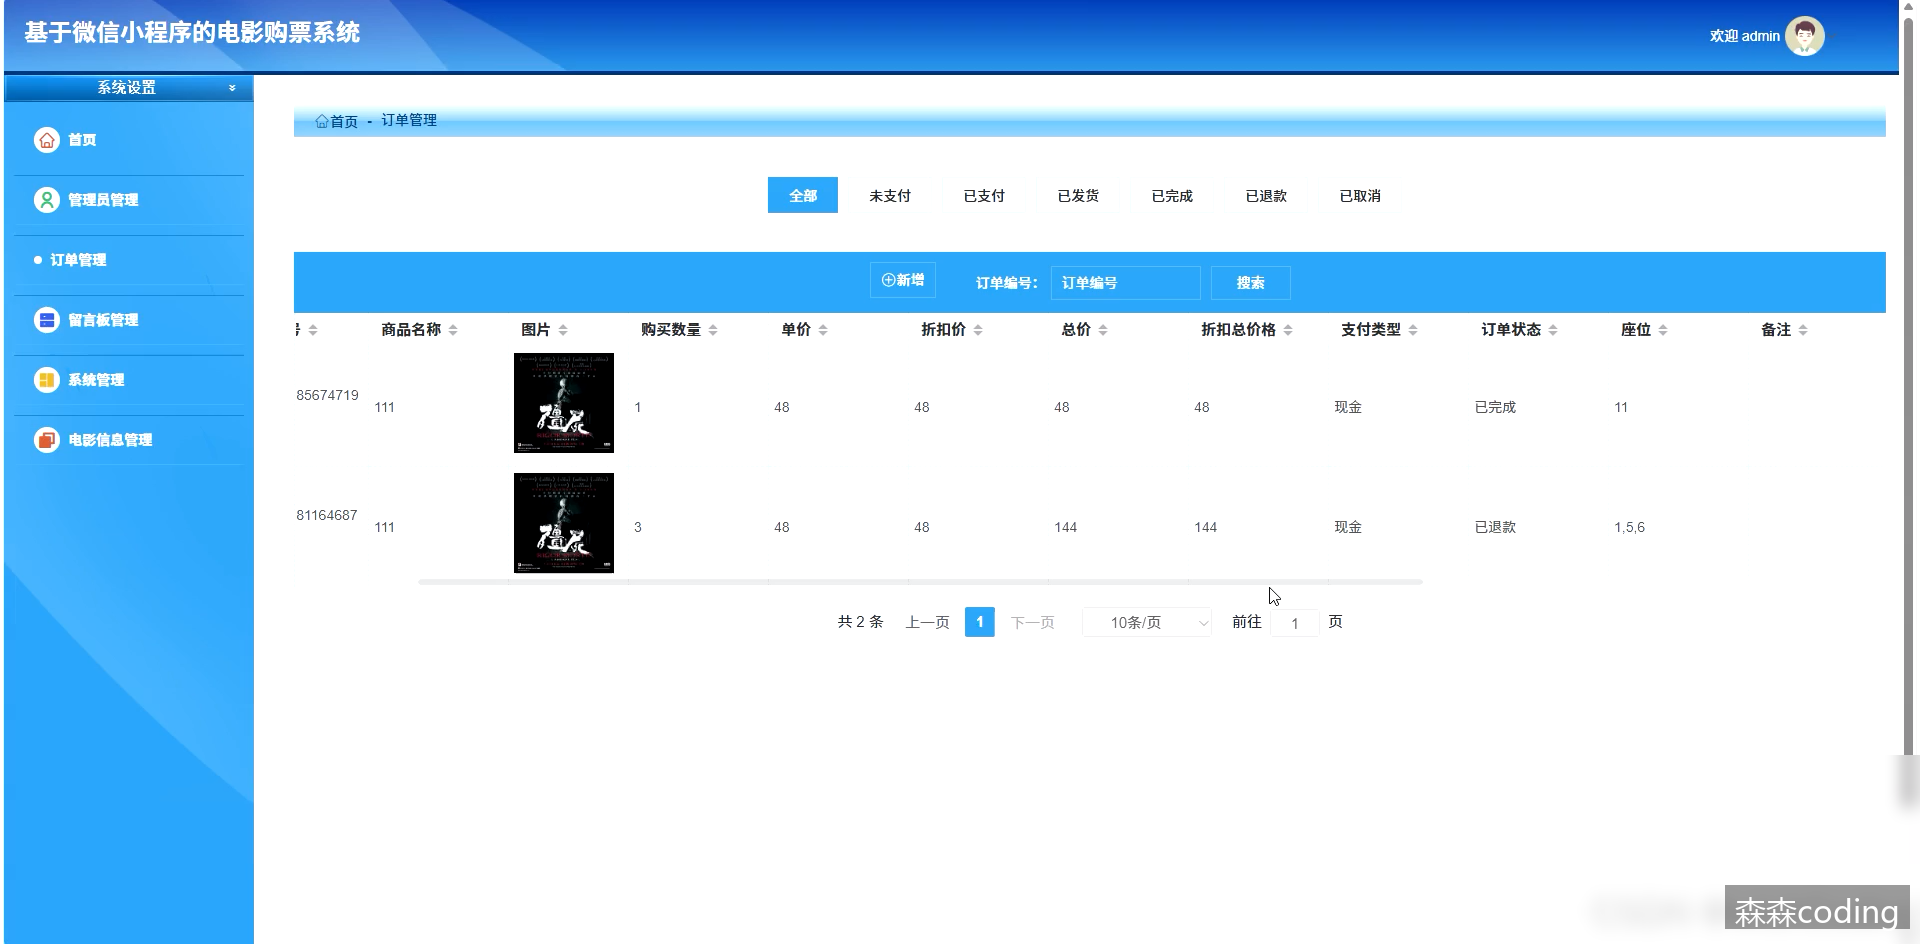 基于微信小程序的电影购票系统
欢迎 admin
系统设置
首页
管理员管理
订单管理
留言板管理
系统管理
电影信息管理
首页 - 订单管理
全部 未支付 已支付 已发货 已完成 已退款 已取消
新增 订单编号： 订单编号 搜索
号 商品名称 图片 购买数量 单价 折扣价 总价 折扣总价格 支付类型 订单状态 座位 备注
85674719 111 1 48 48 48 48 现金 已完成 11
僵屍
81164687 111 3 48 48 144 144 现金 已退款 1,5,6
僵屍
共 2 条 上一页 1 下一页 10条/页 前往 1 页
森森coding